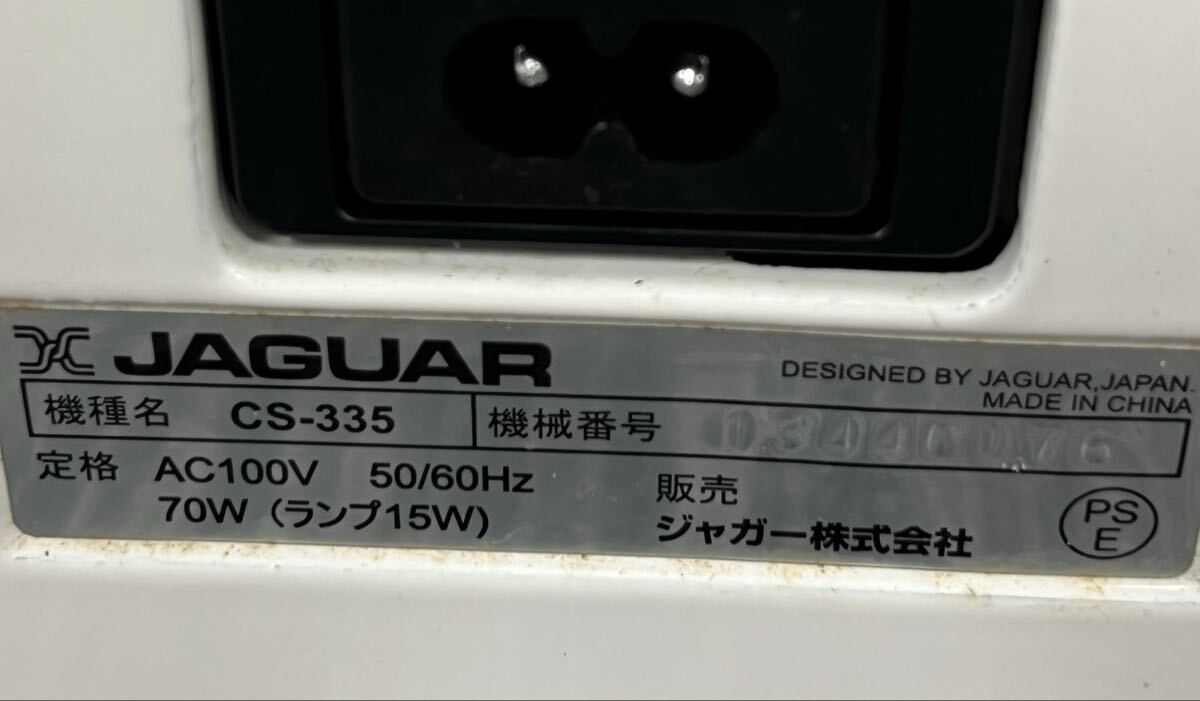 JAGUAR
DESIGNED BY JAGUAR,JAPAN.
MADE IN CHINA
機種名 CS-335 機械番号
定格 AC100V 50/60Hz
70W (ランプ15W)
販売
ジャガー株式会社
PS
E